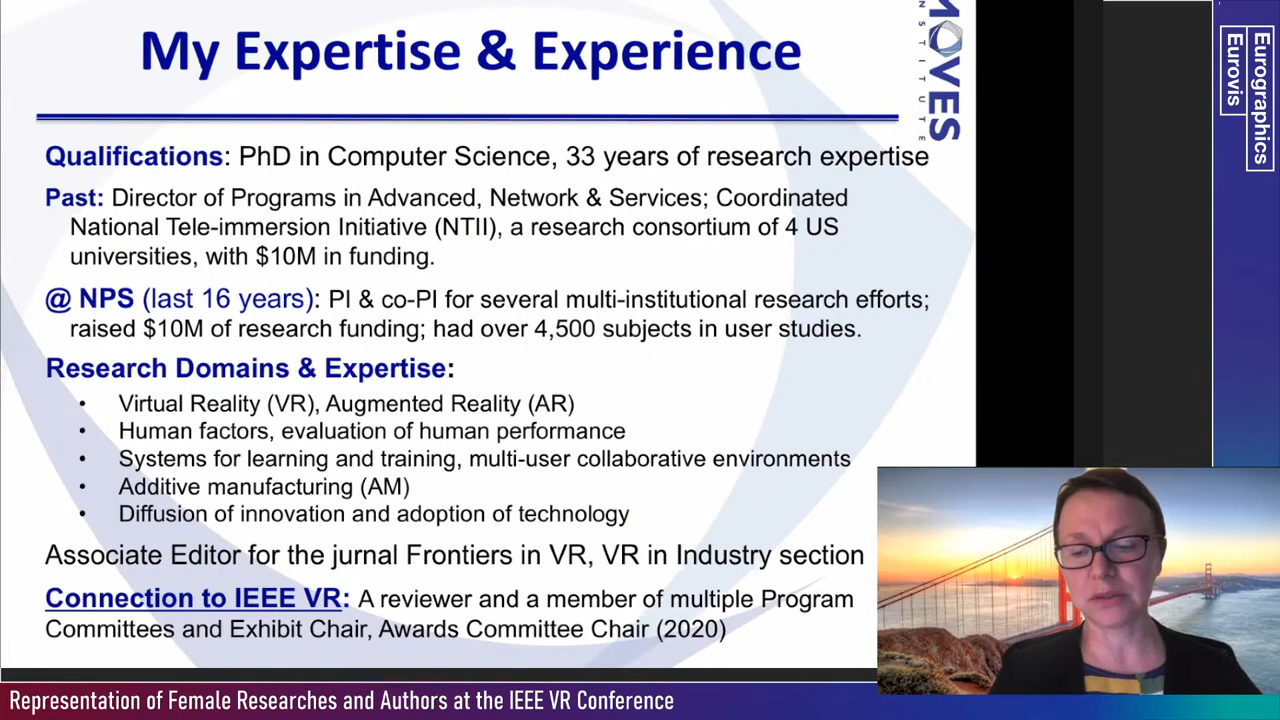 My Expertise & Experience
MOVES
INSTITUTE
Eurographics
Eurovis
Qualifications: PhD in Computer Science, 33 years of research expertise
Past: Director of Programs in Advanced, Network & Services; Coordinated
National Tele-immersion Initiative (NTII), a research consortium of 4 US
universities, with $10M in funding.
@ NPS (last 16 years): PI & co-PI for several multi-institutional research efforts;
raised $10M of research funding; had over 4,500 subjects in user studies.
Research Domains & Expertise:
• Virtual Reality (VR), Augmented Reality (AR)
• Human factors, evaluation of human performance
• Systems for learning and training, multi-user collaborative environments
• Additive manufacturing (AM)
• Diffusion of innovation and adoption of technology
Associate Editor for the jurnal Frontiers in VR, VR in Industry section
Connection to IEEE VR: A reviewer and a member of multiple Program
Committees and Exhibit Chair, Awards Committee Chair (2020)
Representation of Female Researches and Authors at the IEEE VR Conference